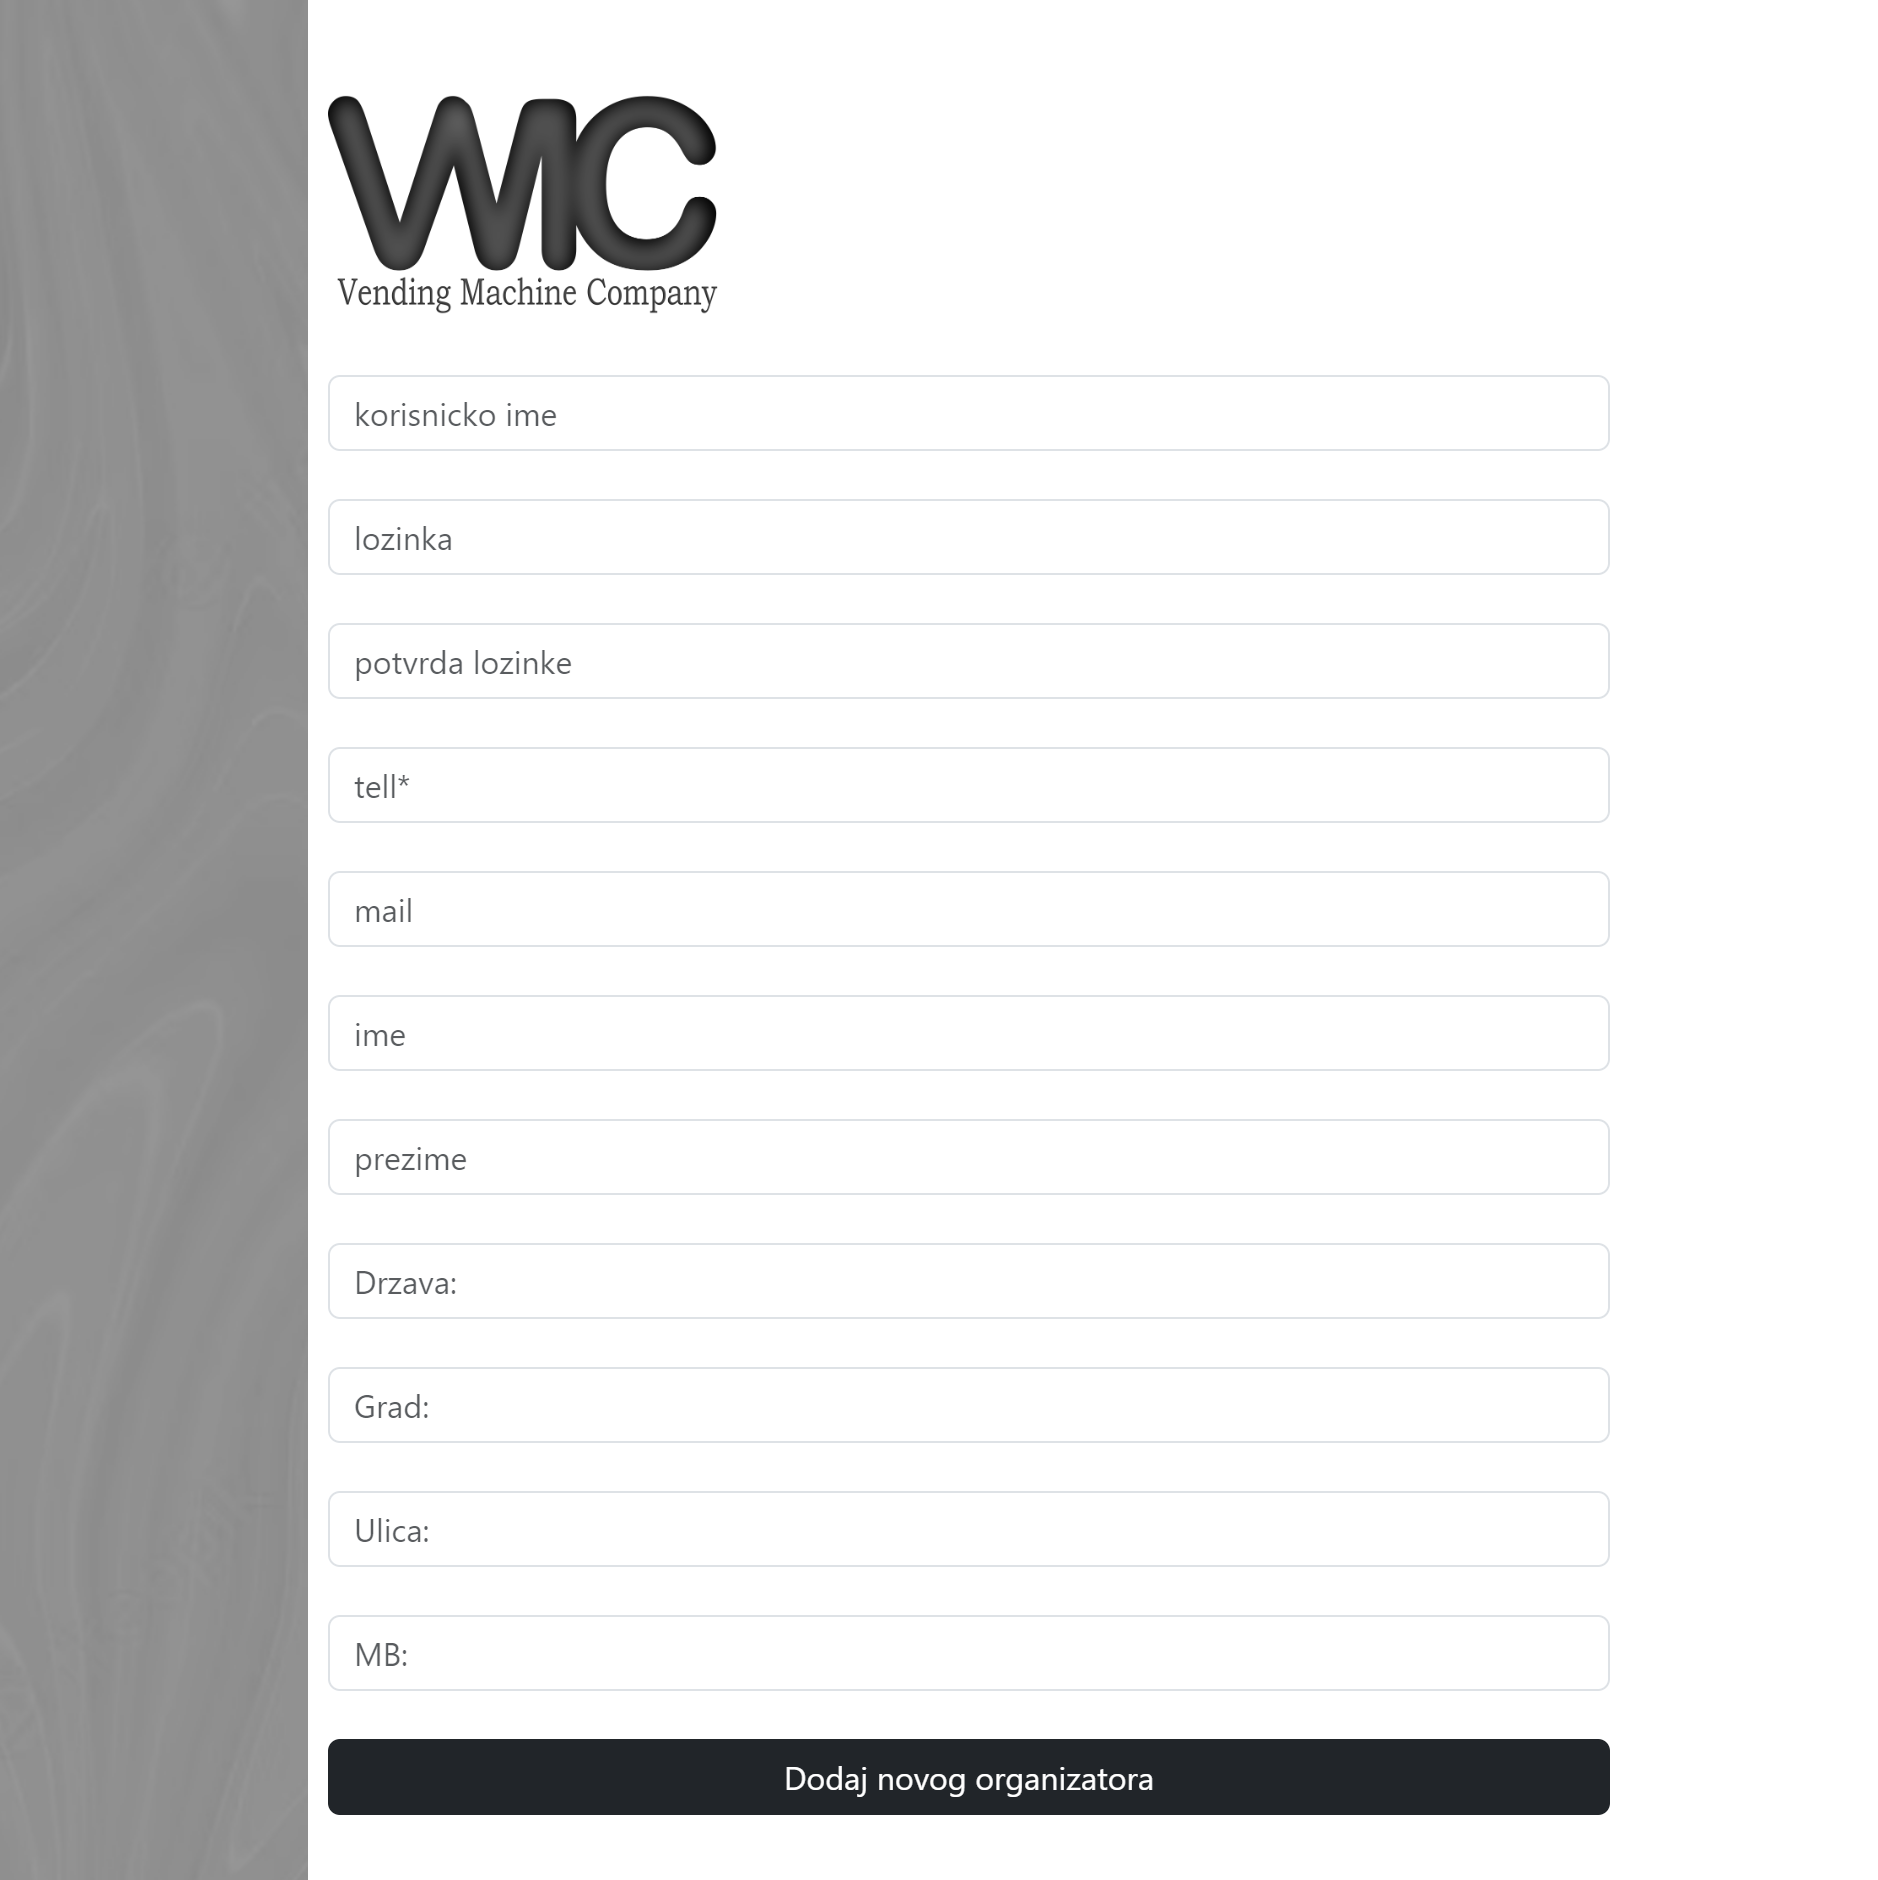 WIC
Vending Machine Company
korisnicko ime
lozinka
potvrda lozinke
tell*
mail
ime
prezime
Drzava:
Grad:
Ulica:
MB:
Dodaj novog organizatora